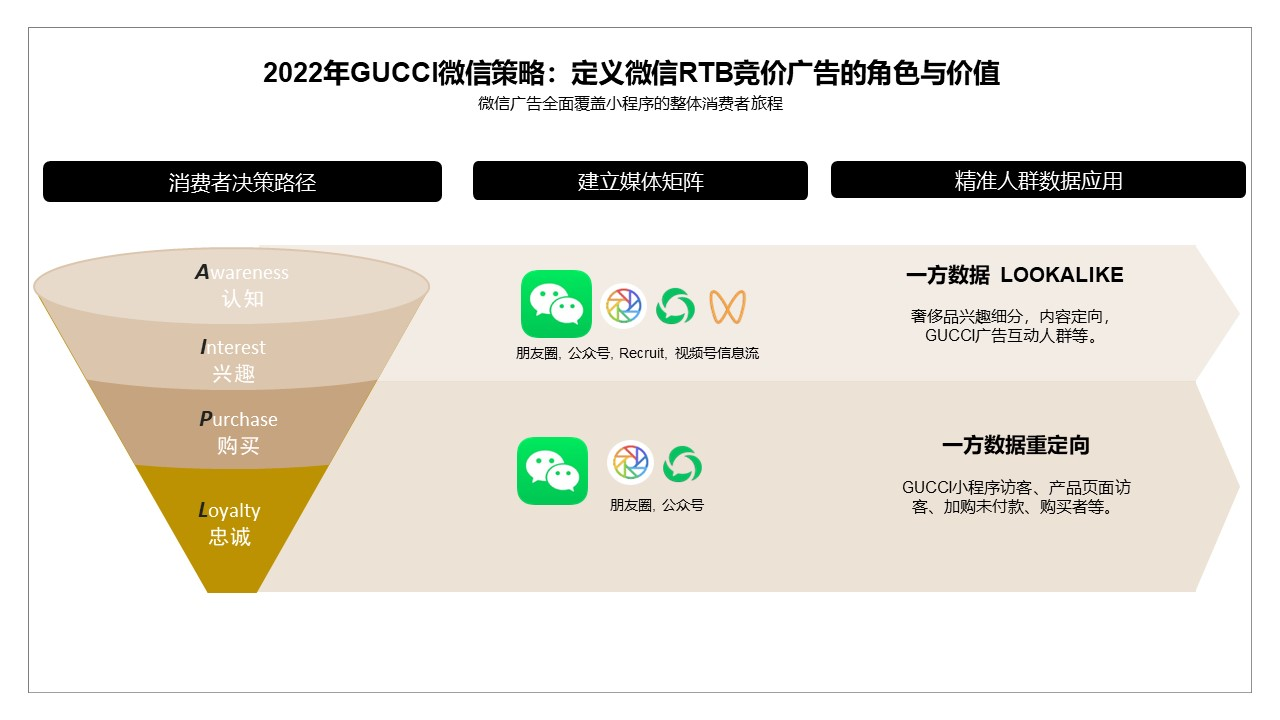 2022年GUCCI微信策略：定义微信RTB竞价广告的角色与价值
微信广告全面覆盖小程序的整体消费者旅程
消费者决策路径
建立媒体矩阵
精准人群数据应用
Awareness
认知
Interest
兴趣
Purchase
购买
Loyalty
忠诚
朋友圈, 公众号, Recruit, 视频号信息流
朋友圈, 公众号
一方数据 LOOKALIKE
奢侈品兴趣细分，内容定向，
GUCCI广告互动人群等。
一方数据重定向
GUCCI小程序访客、产品页面访
客、加购未付款、购买者等。